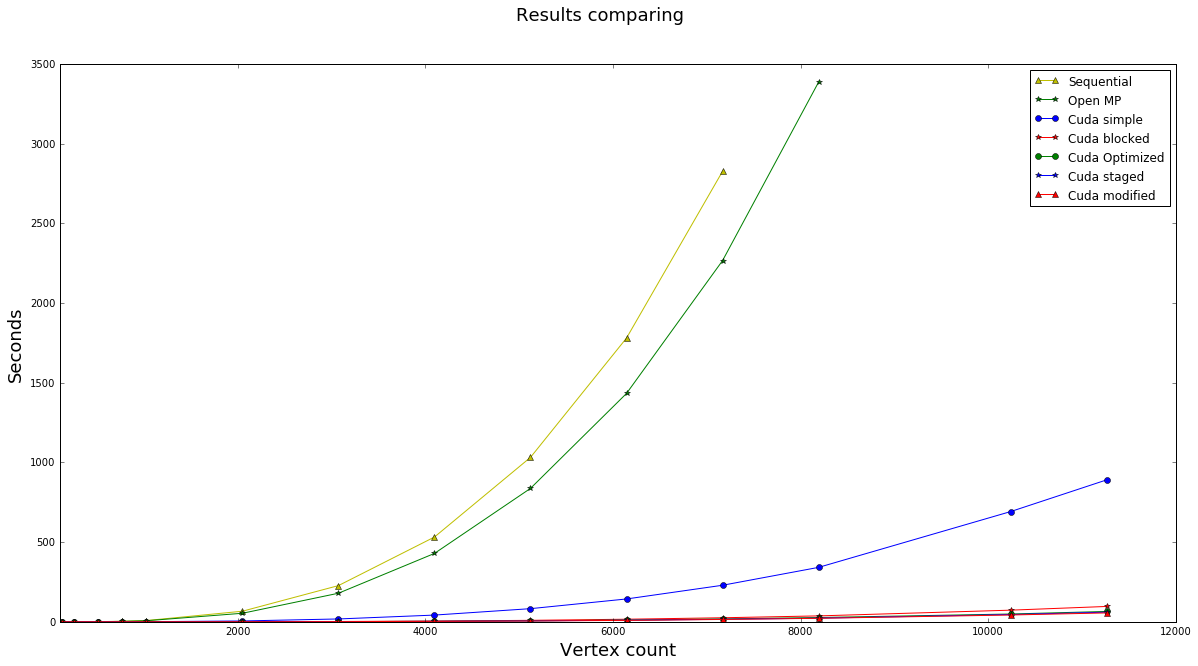 Results comparing
3500
3000
2500
2000
1500
1000
500
0
Seconds
Sequential
Open MP
Cuda simple
Cuda blocked
Cuda Optimized
Cuda staged
Cuda modified
2000 4000 6000 8000 10000 12000
Vertex count